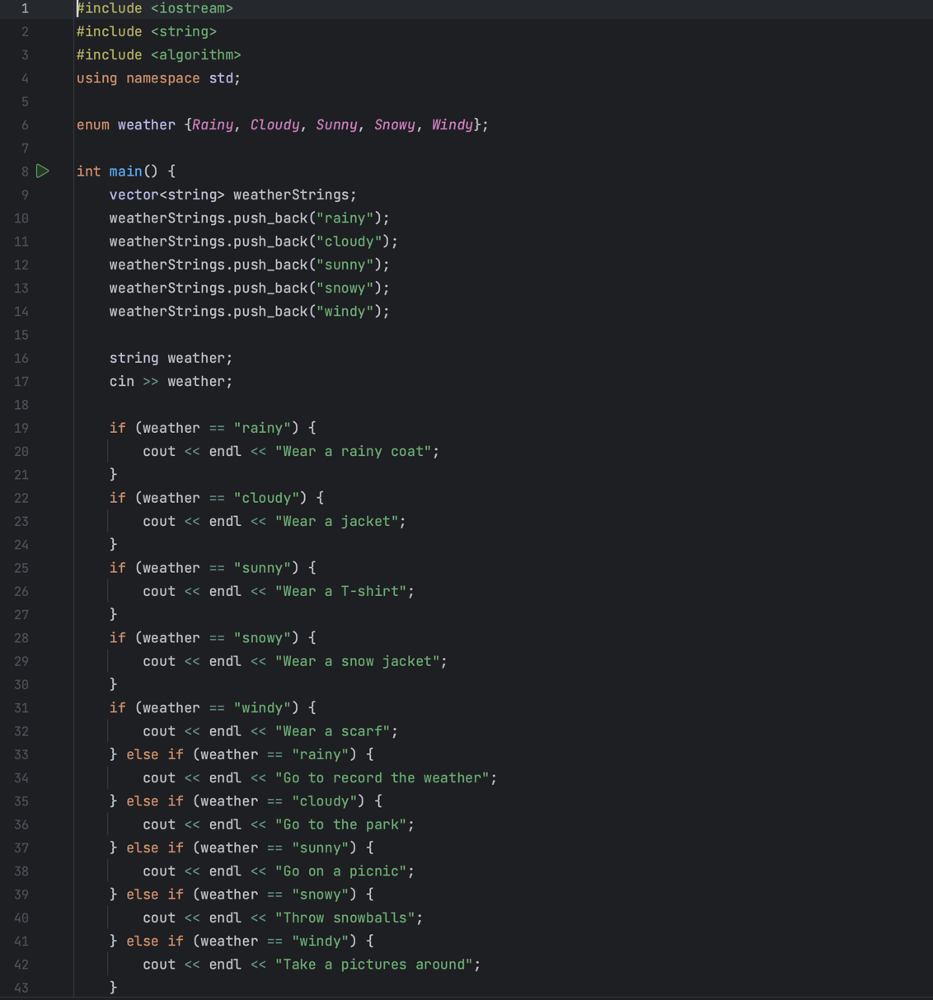 1 #include <iostream>
2 #include <string>
3 #include <algorithm>
4 using namespace std;
5
6 enum weather {Rainy, Cloudy, Sunny, Snowy, Windy};
7
8 int main() {
9     vector<string> weatherStrings;
10     weatherStrings.push_back("rainy");
11     weatherStrings.push_back("cloudy");
12     weatherStrings.push_back("sunny");
13     weatherStrings.push_back("snowy");
14     weatherStrings.push_back("windy");
15
16     string weather;
17     cin >> weather;
18
19     if (weather == "rainy") {
20         cout << endl << "Wear a rainy coat";
21     }
22     if (weather == "cloudy") {
23         cout << endl << "Wear a jacket";
24     }
25     if (weather == "sunny") {
26         cout << endl << "Wear a T-shirt";
27     }
28     if (weather == "snowy") {
29         cout << endl << "Wear a snow jacket";
30     }
31     if (weather == "windy") {
32         cout << endl << "Wear a scarf";
33     } else if (weather == "rainy") {
34         cout << endl << "Go to record the weather";
35     } else if (weather == "cloudy") {
36         cout << endl << "Go to the park";
37     } else if (weather == "sunny") {
38         cout << endl << "Go on a picnic";
39     } else if (weather == "snowy") {
40         cout << endl << "Throw snowballs";
41     } else if (weather == "windy") {
42         cout << endl << "Take a pictures around";
43     }